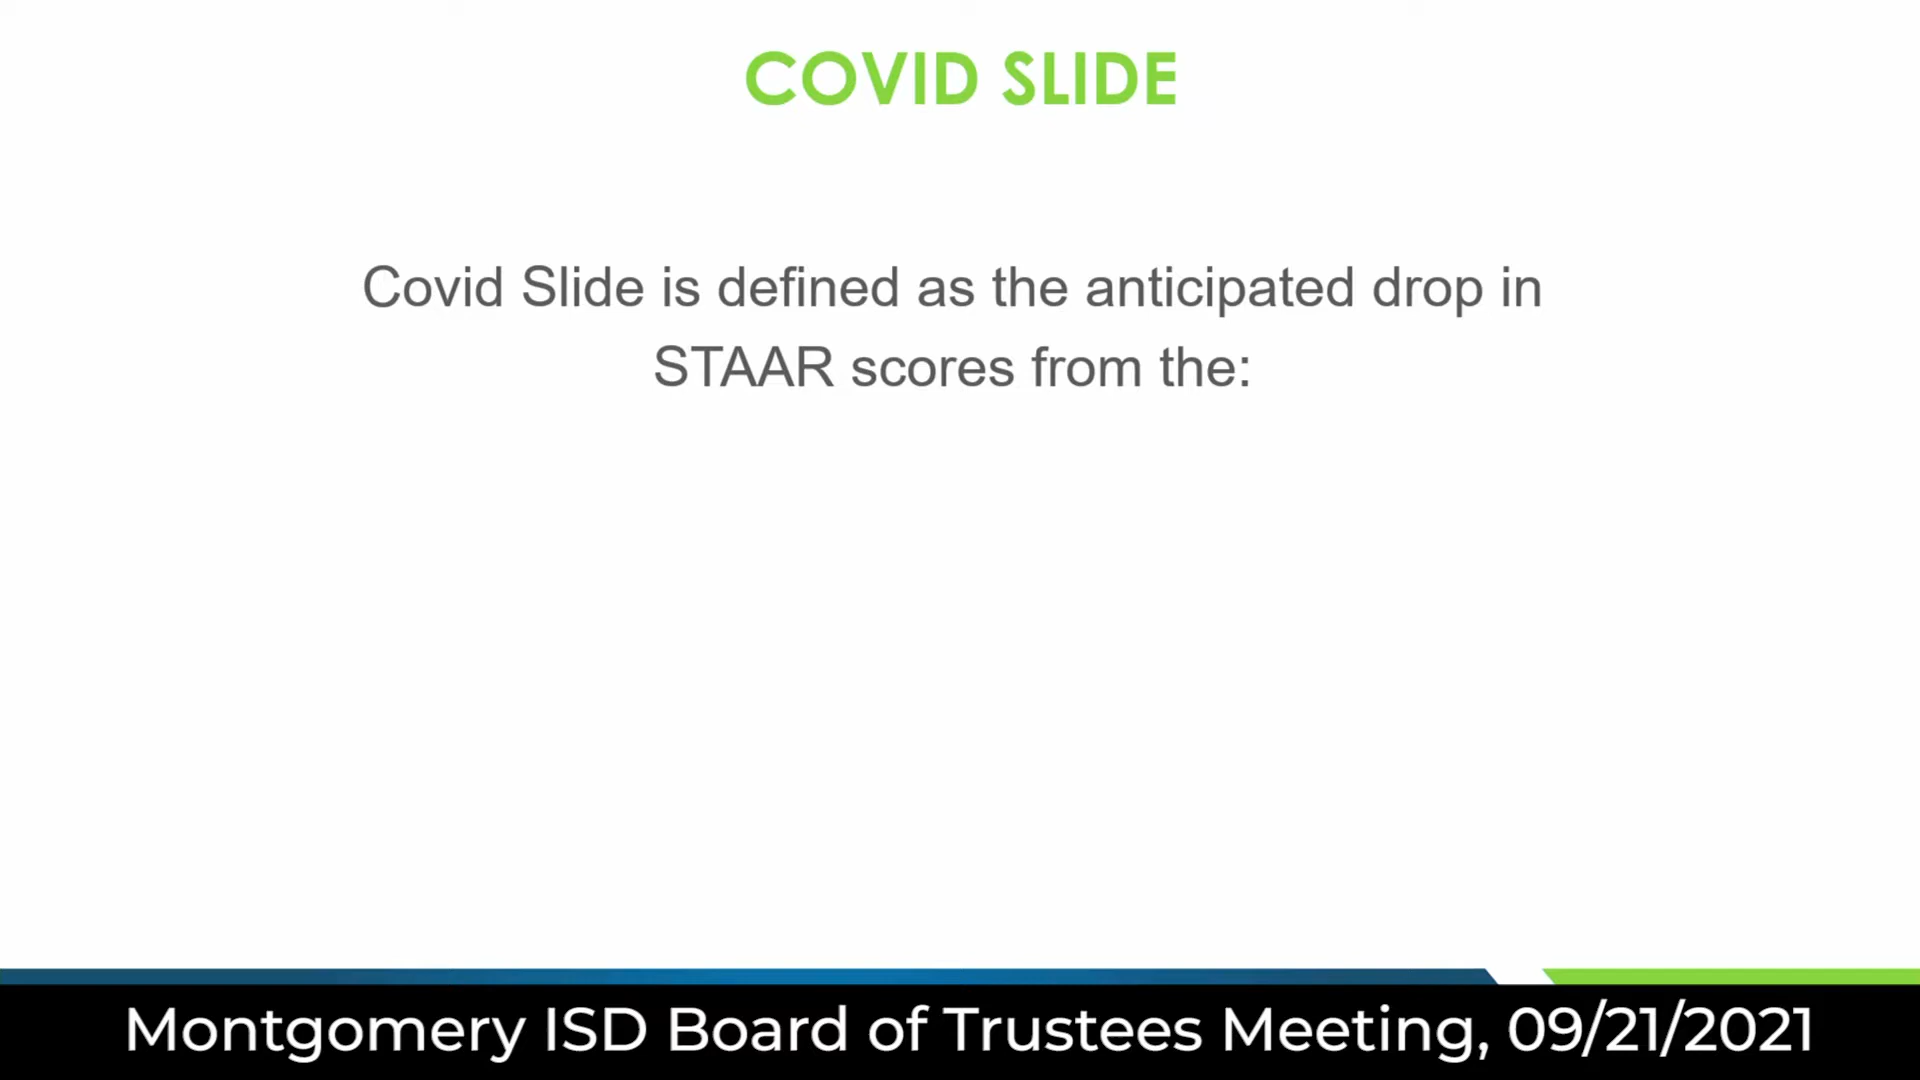 COVID SLIDE
Covid Slide is defined as the anticipated drop in
STAAR scores from the:
Montgomery ISD Board of Trustees Meeting, 09/21/2021